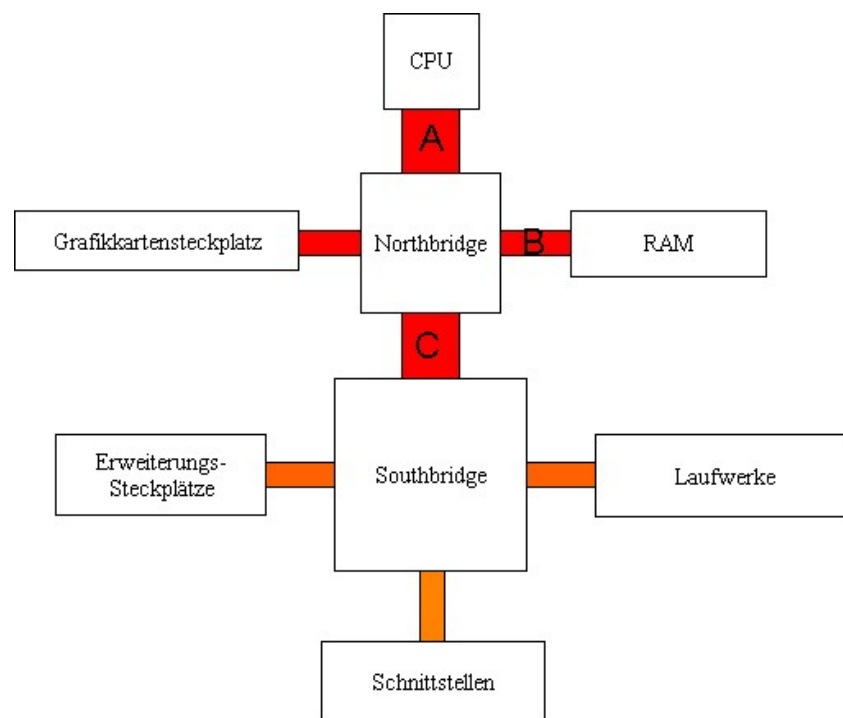 CPU
A
Grafikkartensteckplatz
Northbridge
B
RAM
C
Erweiterungs-
Steckplätze
Southbridge
Laufwerke
Schnittstellen